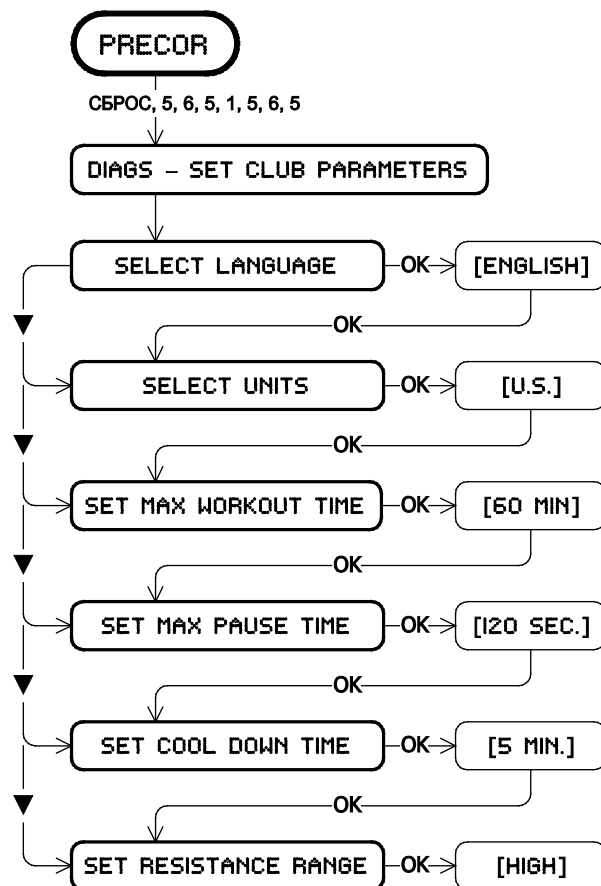 PRECOR
СБРОС, 5, 6, 5, 1, 5, 6, 5
DIAGS – SET CLUB PARAMETERS
SELECT LANGUAGE OK [ENGLISH]
▼ OK
SELECT UNITS OK [U.S.]
▼ OK
SET MAX WORKOUT TIME OK [60 MIN]
▼ OK
SET MAX PAUSE TIME OK [120 SEC.]
▼ OK
SET COOL DOWN TIME OK [5 MIN.]
▼ OK
SET RESISTANCE RANGE OK [HIGH]